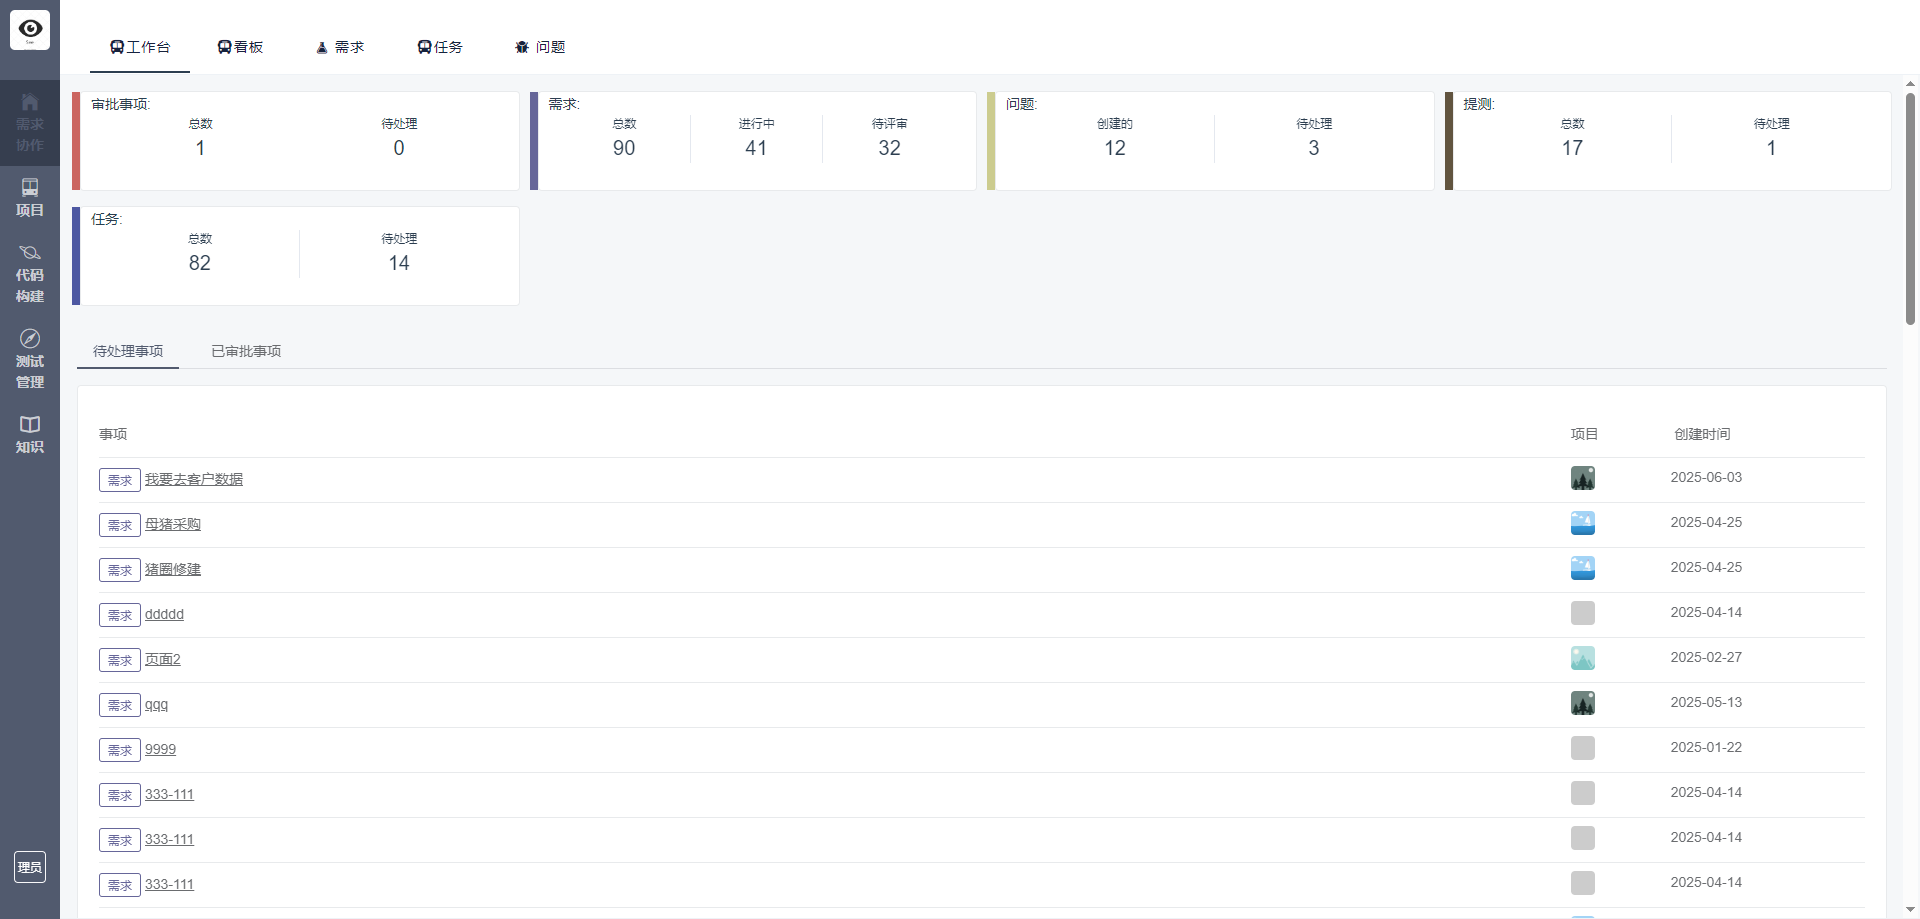 工作台 看板 需求 任务 问题
需求
协作
项目
代码
构建
测试
管理
知识
理员
审批事项:
总数 待处理
1 0
需求:
总数 进行中 待评审
90 41 32
问题:
创建的 待处理
12 3
提测:
总数 待处理
17 1
任务:
总数 待处理
82 14
待处理事项 已审批事项
事项 项目 创建时间
需求 我要去客户数据 2025-06-03
需求 母猪采购 2025-04-25
需求 猪圈修建 2025-04-25
需求 ddddd 2025-04-14
需求 页面2 2025-02-27
需求 qqq 2025-05-13
需求 9999 2025-01-22
需求 333-111 2025-04-14
需求 333-111 2025-04-14
需求 333-111 2025-04-14